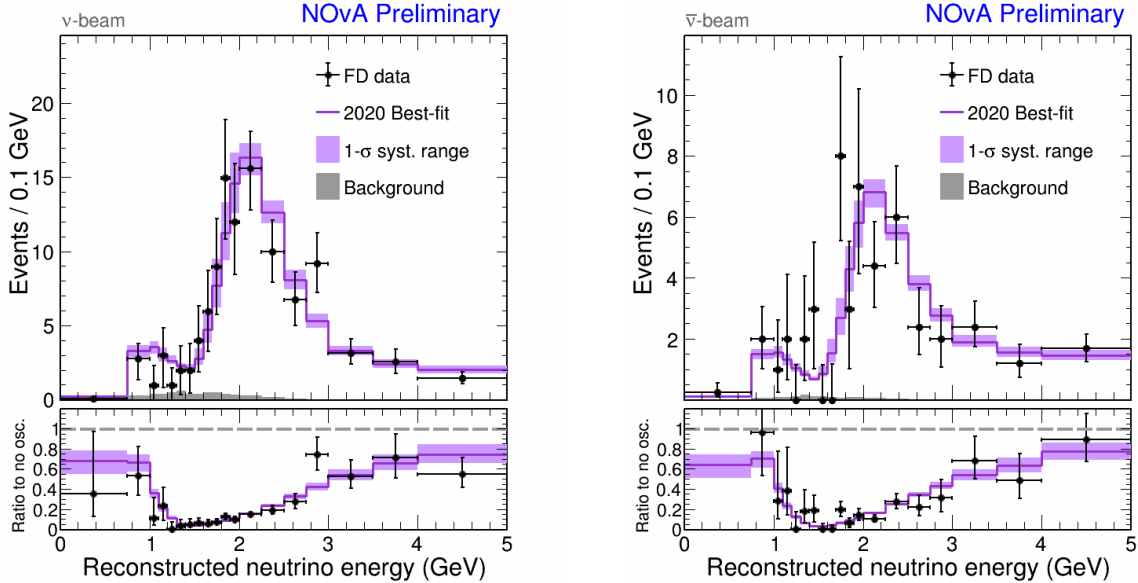 ν-beam
NOvA Preliminary
FD data
2020 Best-fit
1-σ syst. range
Background
Events / 0.1 GeV
20
15
10
5
0
Ratio to no osc.
1
0.8
0.6
0.4
0.2
0
0 1 2 3 4 5
Reconstructed neutrino energy (GeV)
ν̅-beam
NOvA Preliminary
FD data
2020 Best-fit
1-σ syst. range
Background
Events / 0.1 GeV
10
8
6
4
2
Ratio to no osc.
1
0.8
0.6
0.4
0.2
0
0 1 2 3 4 5
Reconstructed neutrino energy (GeV)